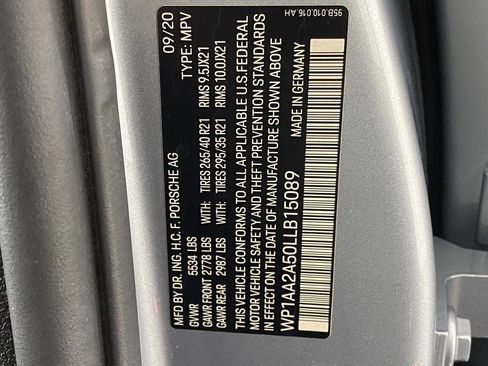 95B.010.016.AH
MFD BY DR. ING. H.C. F. PORSCHE AG 09/20
TYPE: MPV
GVWR 5534 LBS
GAWR FRONT 2778 LBS WITH: TIRES 265/40 R21 RIMS 9.5JX21
GAWR REAR 2987 LBS WITH: TIRES 295/35 R21 RIMS 10.0JX21
THIS VEHICLE CONFORMS TO ALL APPLICABLE U.S. FEDERAL
MOTOR VEHICLE SAFETY AND THEFT PREVENTION STANDARDS
IN EFFECT ON THE DATE OF MANUFACTURE SHOWN ABOVE
WP1AA2A50LLB15089